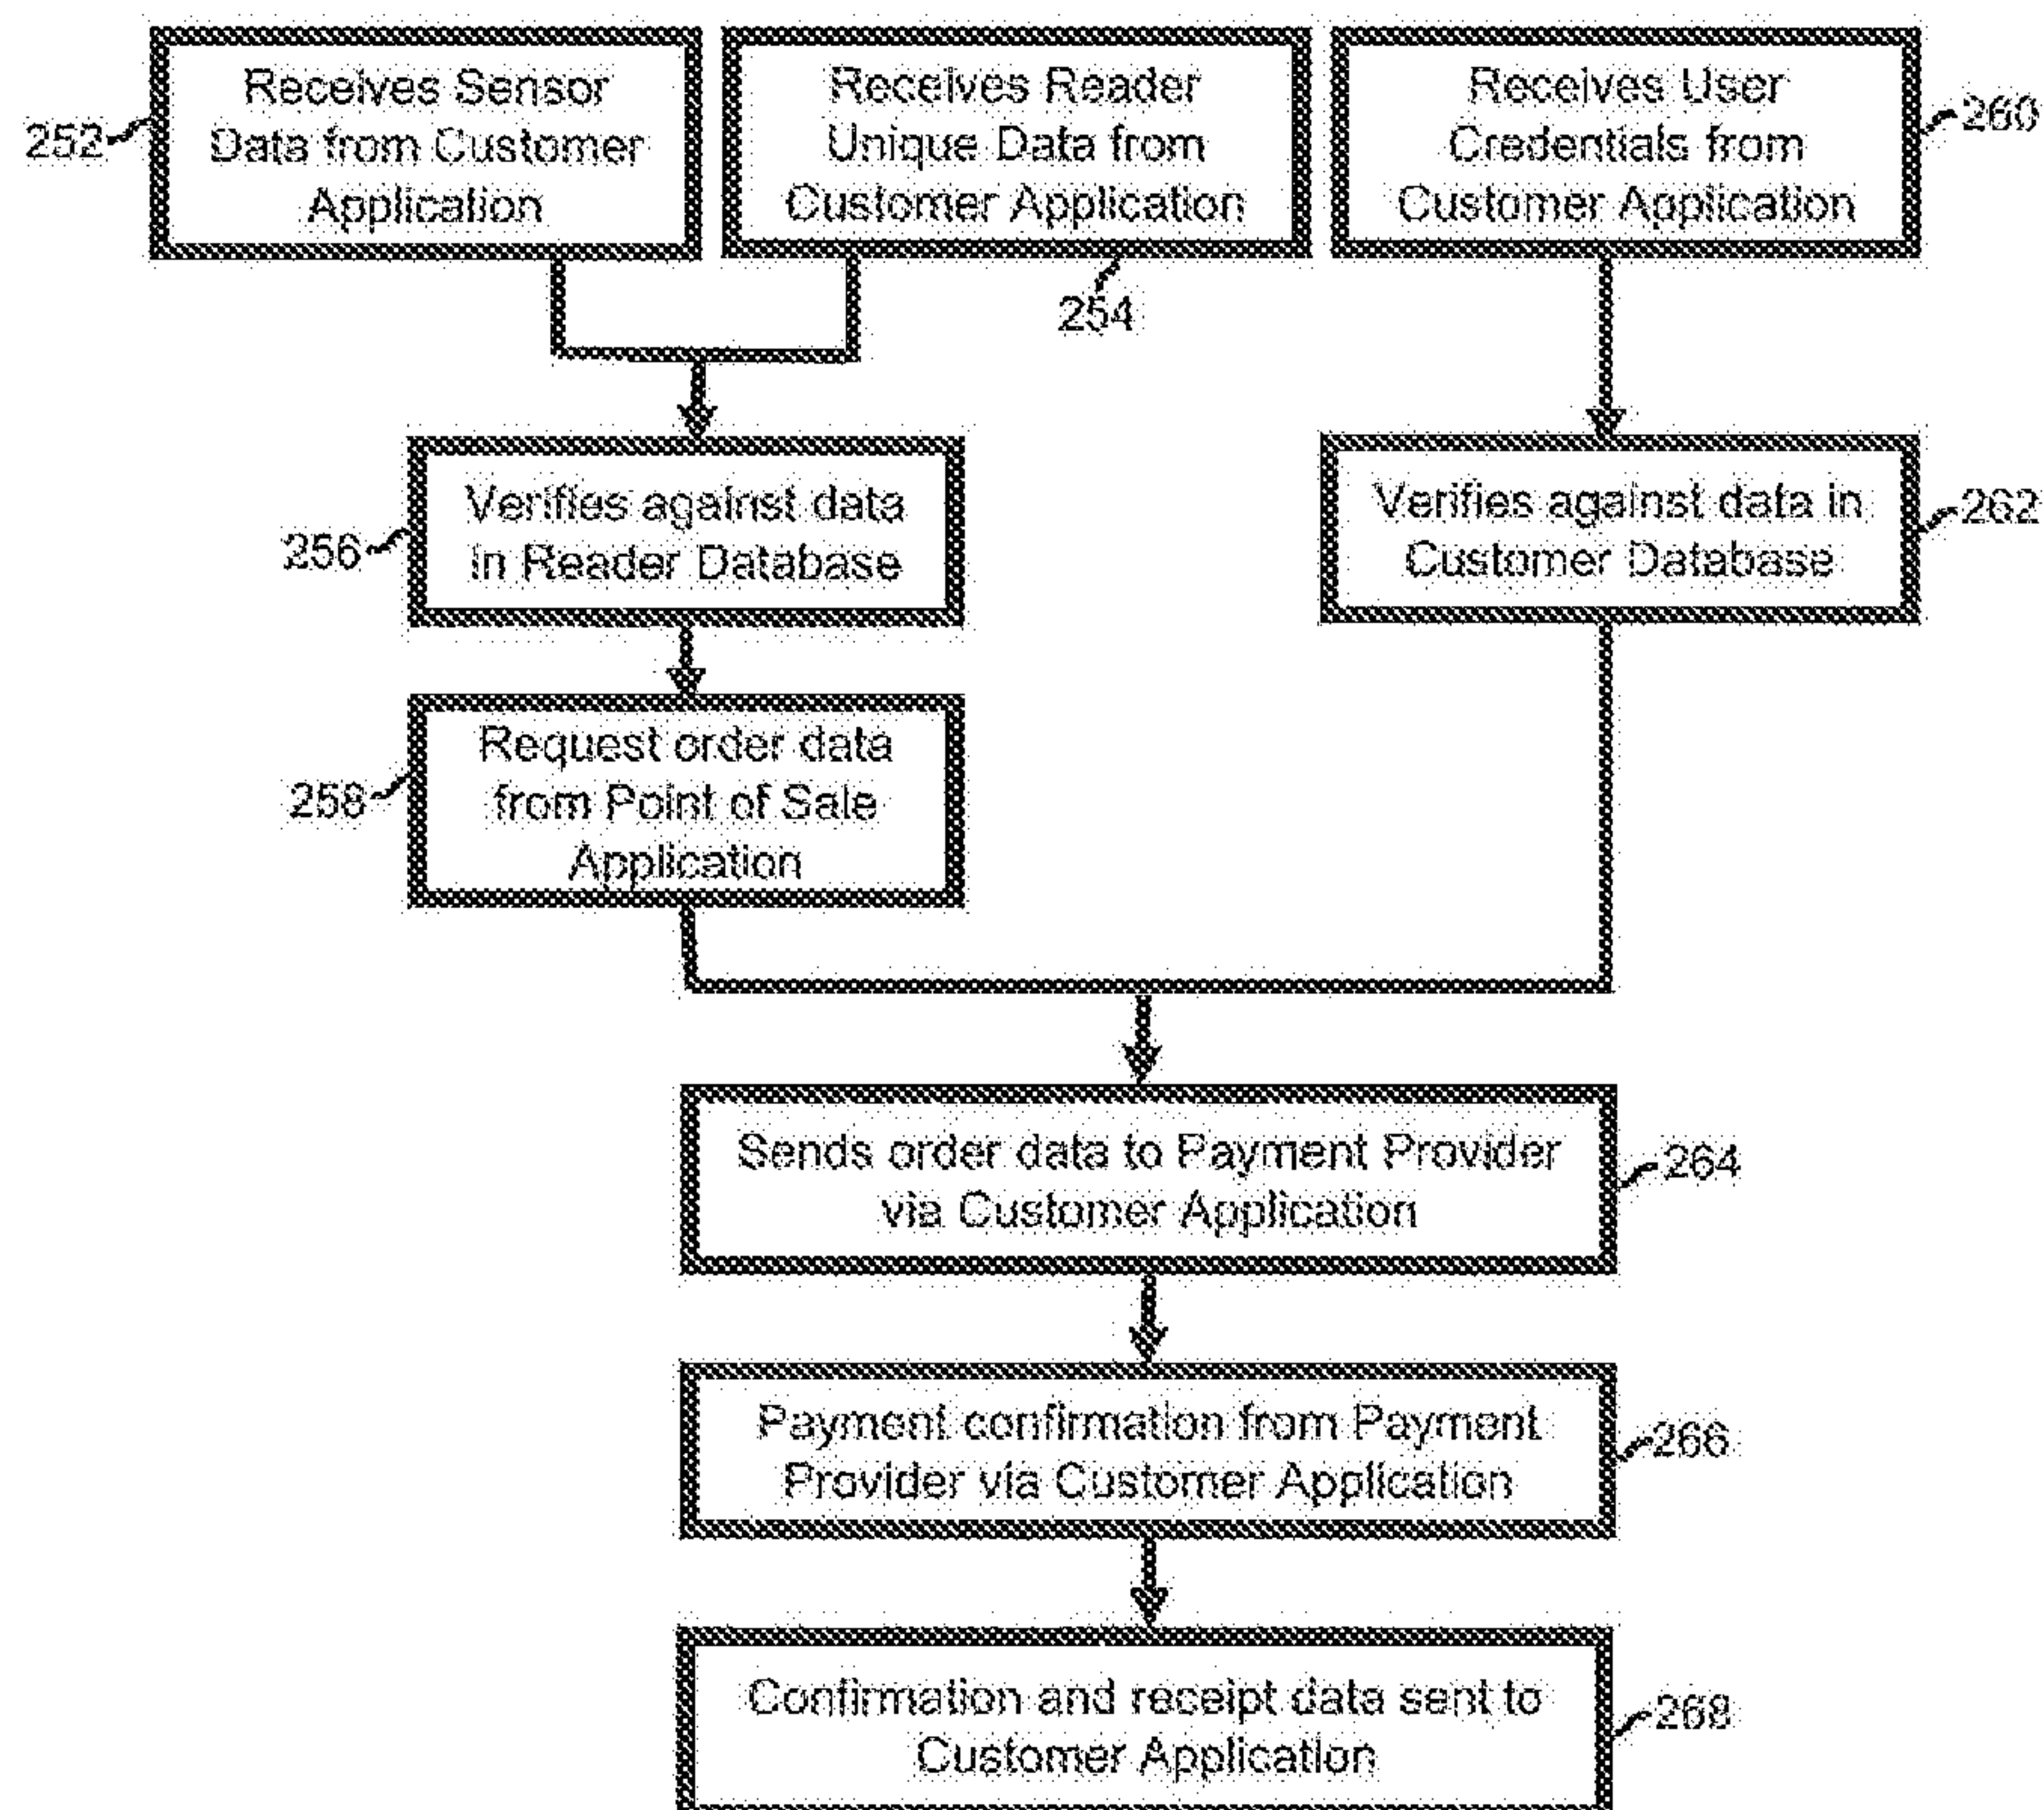 Receives Sensor
Data from Customer
Application
252
Receives Reader
Unique Data from
Customer Application
254
Receives User
Credentials from
Customer Application
260
Verifies against data
in Reader Database
256
Verifies against data in
Customer Database
262
Request order data
from Point of Sale
Application
258
Sends order data to Payment Provider
via Customer Application
264
Payment confirmation from Payment
Provider via Customer Application
266
Confirmation and receipt data sent to
Customer Application
268